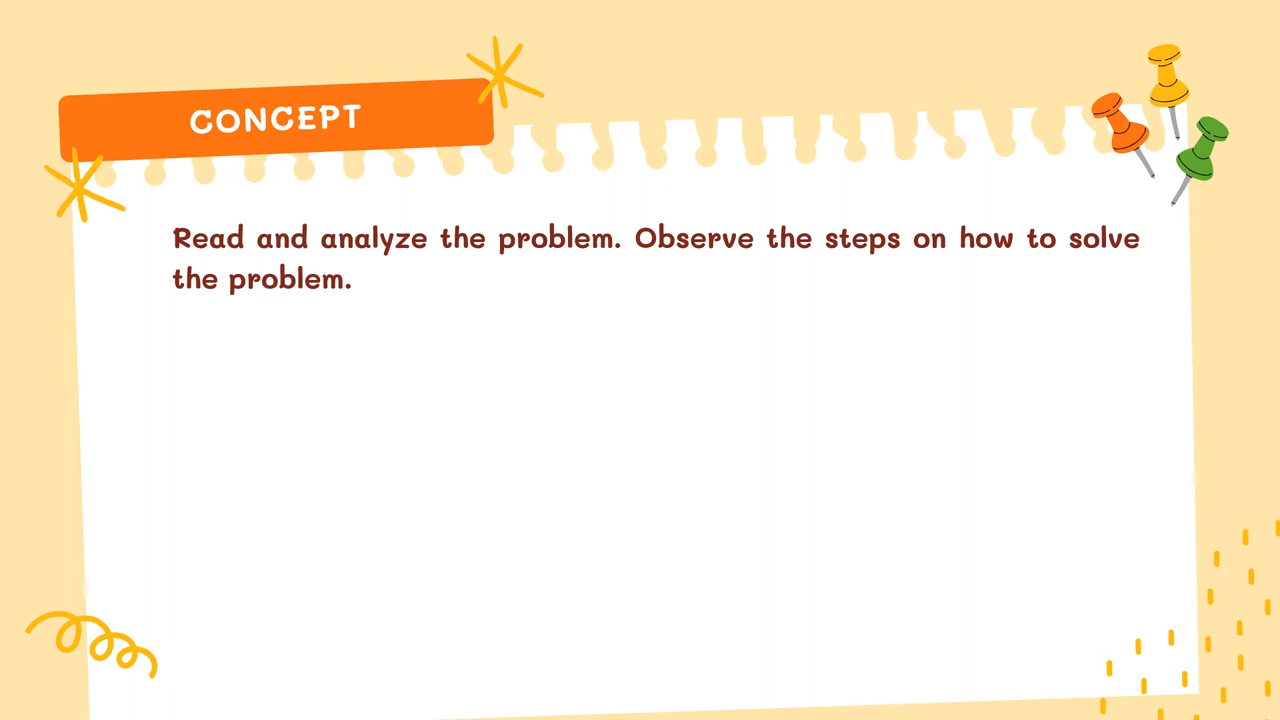 CONCEPT
Read and analyze the problem. Observe the steps on how to solve
the problem.